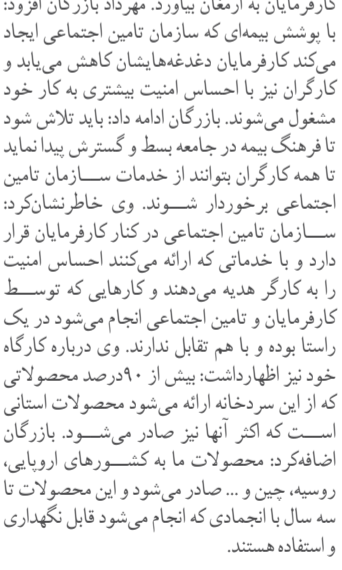 کارفرمایان به ارمغان بیاورد. مهرداد بازرگان افزود:
با پوشش بیمه‌ای که سازمان تامین اجتماعی ایجاد
می‌کند کارفرمایان دغدغه‌هایشان کاهش می‌یابد و
کارگران نیز با احساس امنیت بیشتری به کار خود
مشغول می‌شوند. بازرگان ادامه داد: باید تلاش شود
تا فرهنگ بیمه در جامعه بسط و گسترش پیدا نماید
تا همه کارگران بتوانند از خدمات ســـازمان تامین
اجتماعی برخوردار شـــوند. وی خاطرنشان‌کرد:
ســـازمان تامین اجتماعی در کنار کارفرمایان قرار
دارد و با خدماتی که ارائه می‌کنند احساس امنیت
را به کارگر هدیه می‌دهند و کارهایی که توســـط
کارفرمایان و تامین اجتماعی انجام می‌شود در یک
راستا بوده و با هم تقابل ندارند. وی درباره کارگاه
خود نیز اظهارداشت: بیش از ۹۰درصد محصولاتی
که از این سردخانه ارائه می‌شود محصولات استانی
اســـت که اکثر آنها نیز صادر می‌شـــود. بازرگان
اضافه‌کرد: محصولات ما به کشـــورهای اروپایی،
روسیه، چین و ... صادر می‌شود و این محصولات تا
سه سال با انجمادی که انجام می‌شود قابل نگهداری
و استفاده هستند.